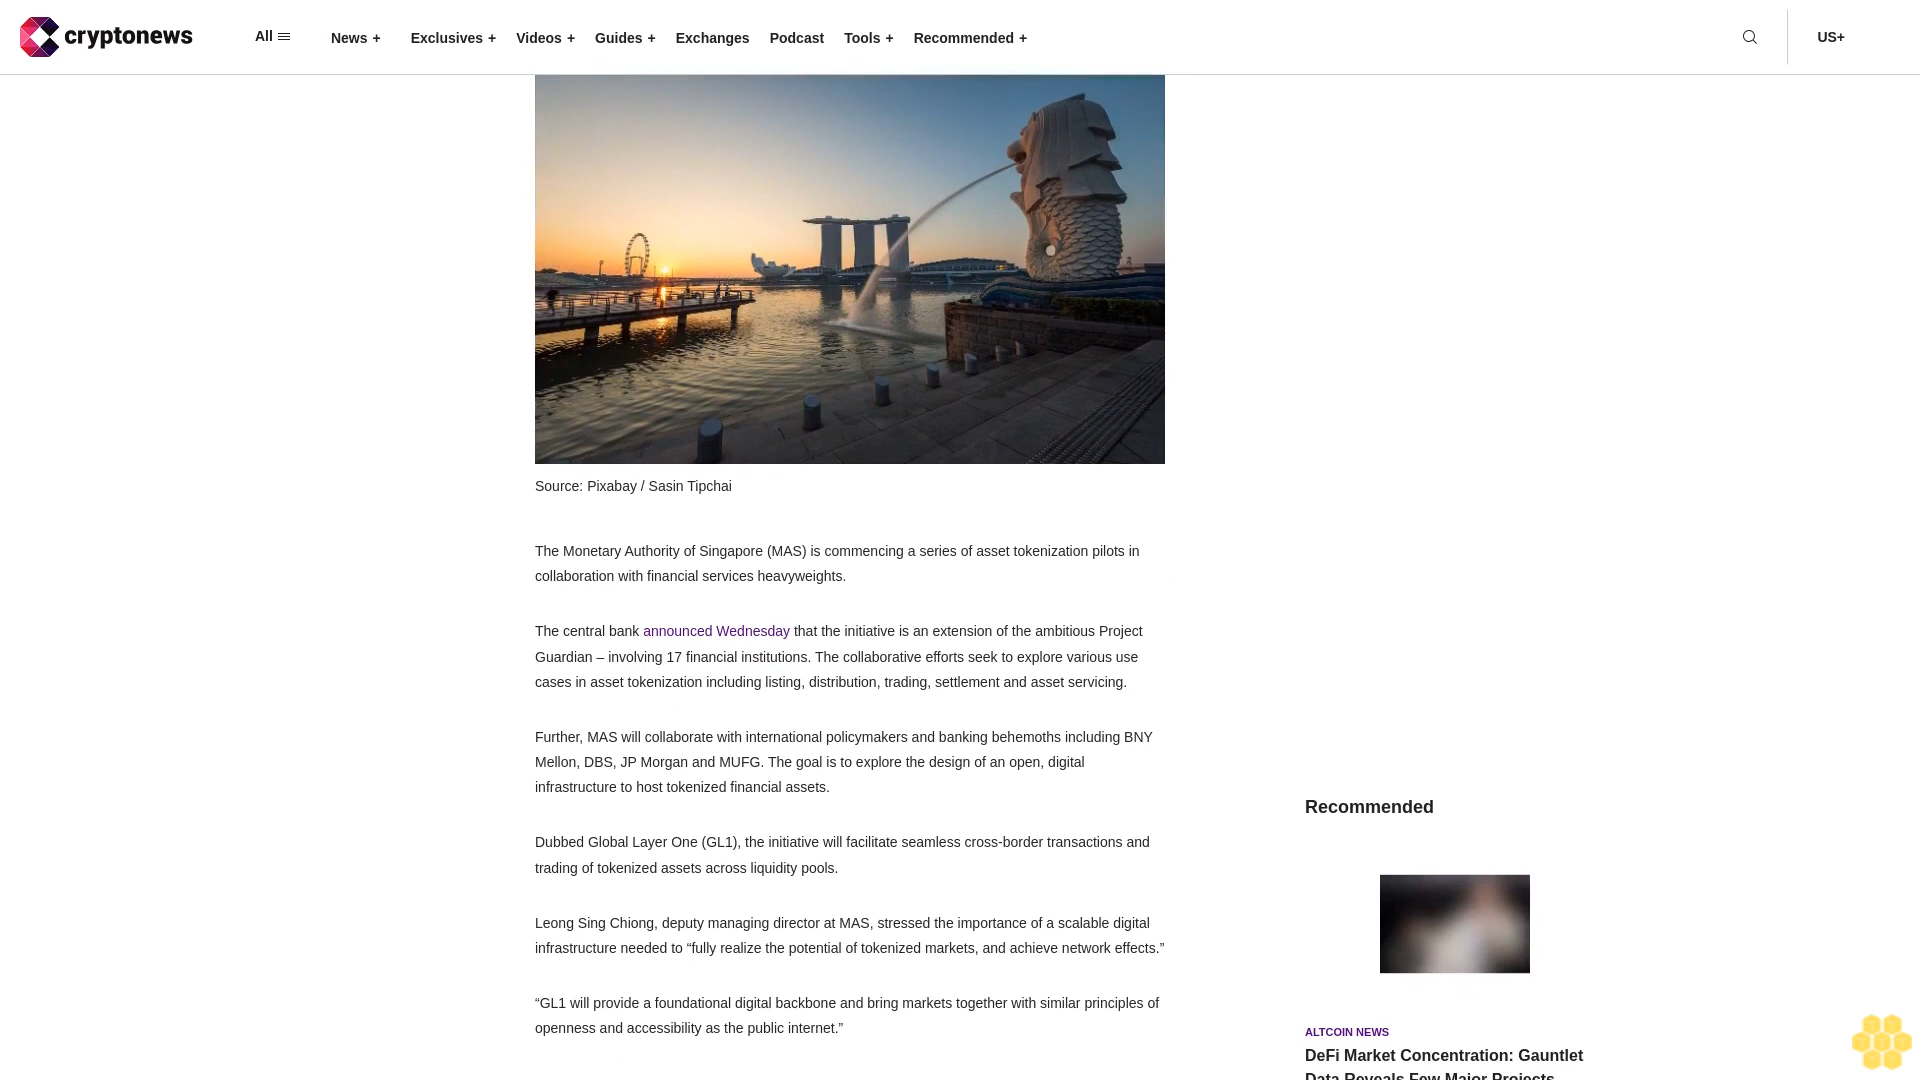 cryptonews
All
News +
Exclusives +
Videos +
Guides +
Exchanges
Podcast
Tools +
Recommended +
US+
Source: Pixabay / Sasin Tipchai
The Monetary Authority of Singapore (MAS) is commencing a series of asset tokenization pilots in
collaboration with financial services heavyweights.
The central bank announced Wednesday that the initiative is an extension of the ambitious Project
Guardian – involving 17 financial institutions. The collaborative efforts seek to explore various use
cases in asset tokenization including listing, distribution, trading, settlement and asset servicing.
Further, MAS will collaborate with international policymakers and banking behemoths including BNY
Mellon, DBS, JP Morgan and MUFG. The goal is to explore the design of an open, digital
infrastructure to host tokenized financial assets.
Dubbed Global Layer One (GL1), the initiative will facilitate seamless cross-border transactions and
trading of tokenized assets across liquidity pools.
Leong Sing Chiong, deputy managing director at MAS, stressed the importance of a scalable digital
infrastructure needed to “fully realize the potential of tokenized markets, and achieve network effects.”
“GL1 will provide a foundational digital backbone and bring markets together with similar principles of
openness and accessibility as the public internet.”
Recommended
ALTCOIN NEWS
DeFi Market Concentration: Gauntlet
Data Reveals Few Major Projects